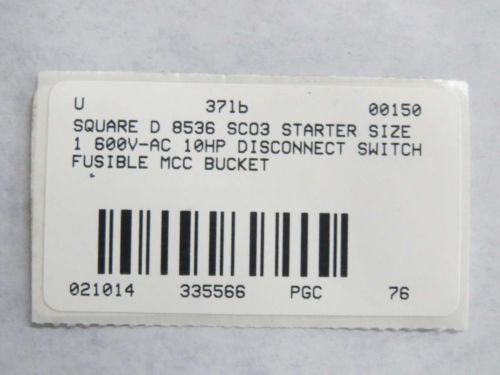 U 37lb 00150
SQUARE D 8536 SCO3 STARTER SIZE
1 600V-AC 10HP DISCONNECT SWITCH
FUSIBLE MCC BUCKET
021014 335566 PGC 76